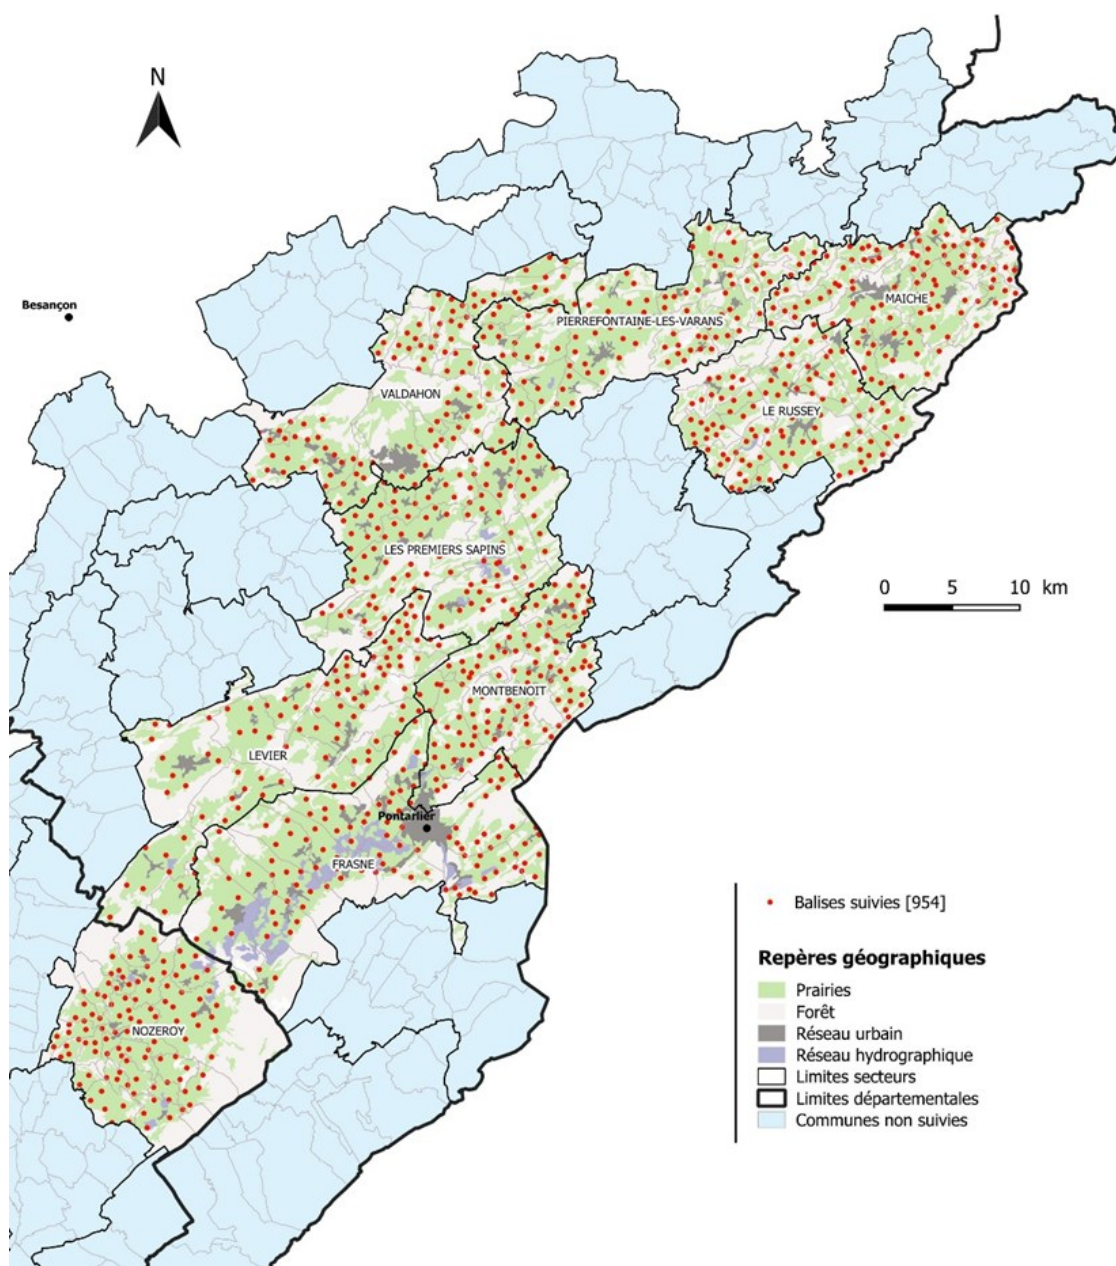 N
Besançon
MAICHE
PIERREFONTAINE-LES-VARANS
VALDAHON
LE RUSSEY
LES PREMIERS SAPINS
0 5 10 km
MONTBENOIT
LEVIER
Pontarlier
FRASNE
NOZEROY
Balises suivies [954]
Repères géographiques
Prairies
Forêt
Réseau urbain
Réseau hydrographique
Limites secteurs
Limites départementales
Communes non suivies